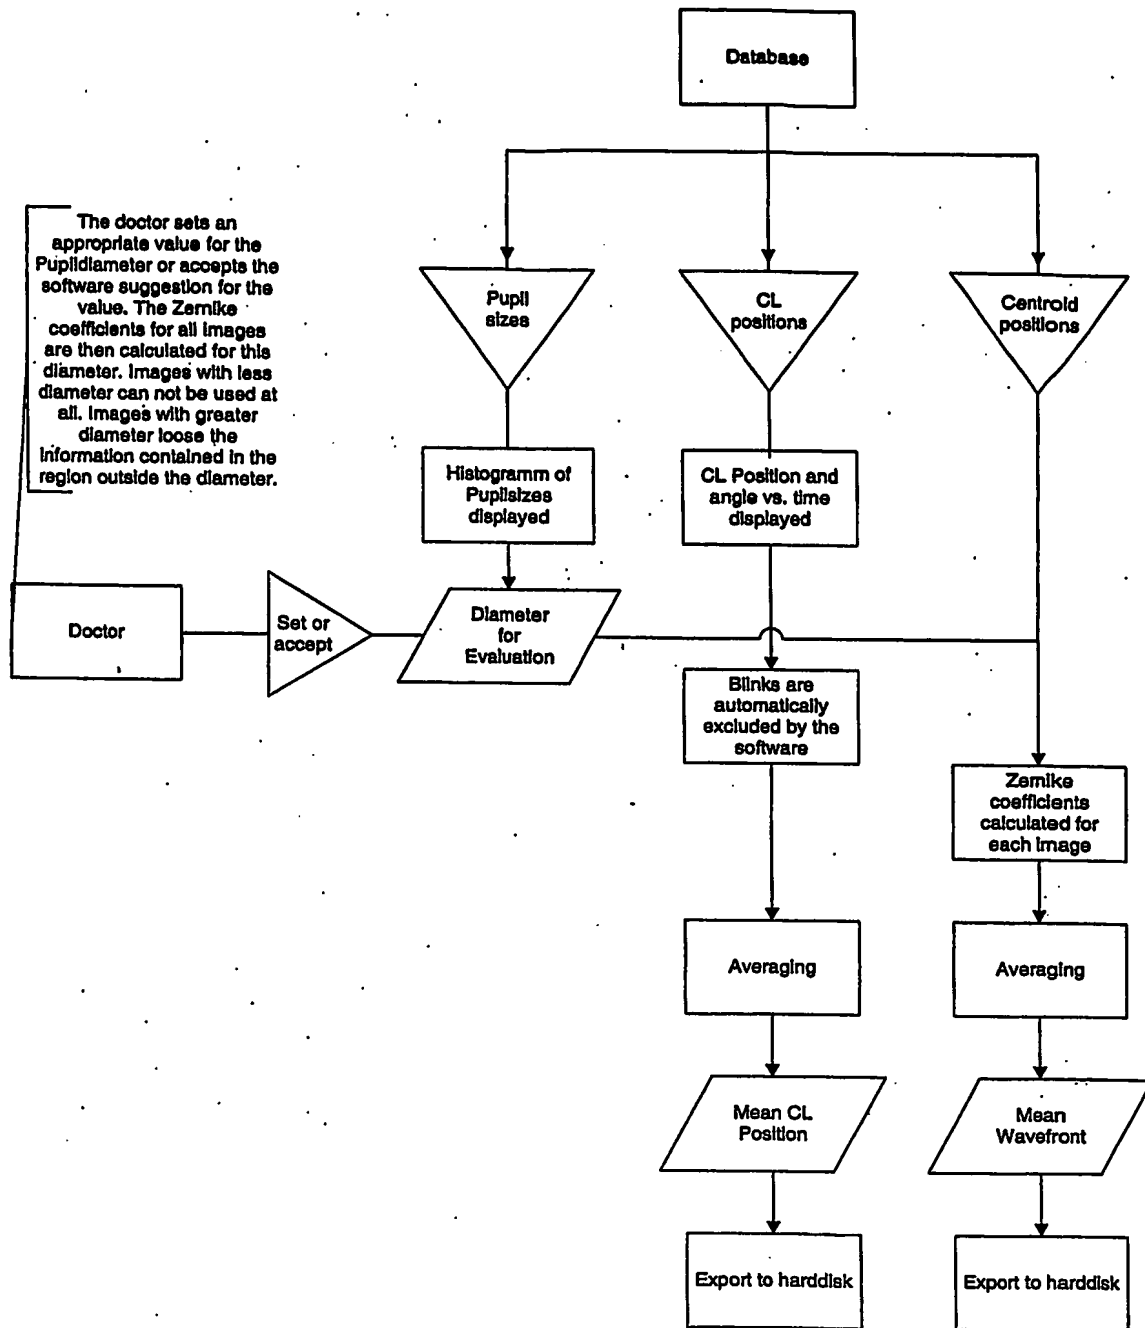 Database
The doctor sets an
appropriate value for the
Pupildiameter or accepts the
software suggestion for the
value. The Zernike
coefficients for all images
are then calculated for this
diameter. Images with less
diameter can not be used at
all. Images with greater
diameter loose the
information contained in the
region outside the diameter.
Pupil
sizes
CL
positions
Centroid
positions
Histogramm of
Pupilsizes
displayed
CL Position and
angle vs. time
displayed
Doctor
Set or
accept
Diameter
for
Evaluation
Blinks are
automatically
excluded by the
software
Zernike
coefficients
calculated for
each image
Averaging
Averaging
Mean CL
Position
Mean
Wavefront
Export to harddisk
Export to harddisk